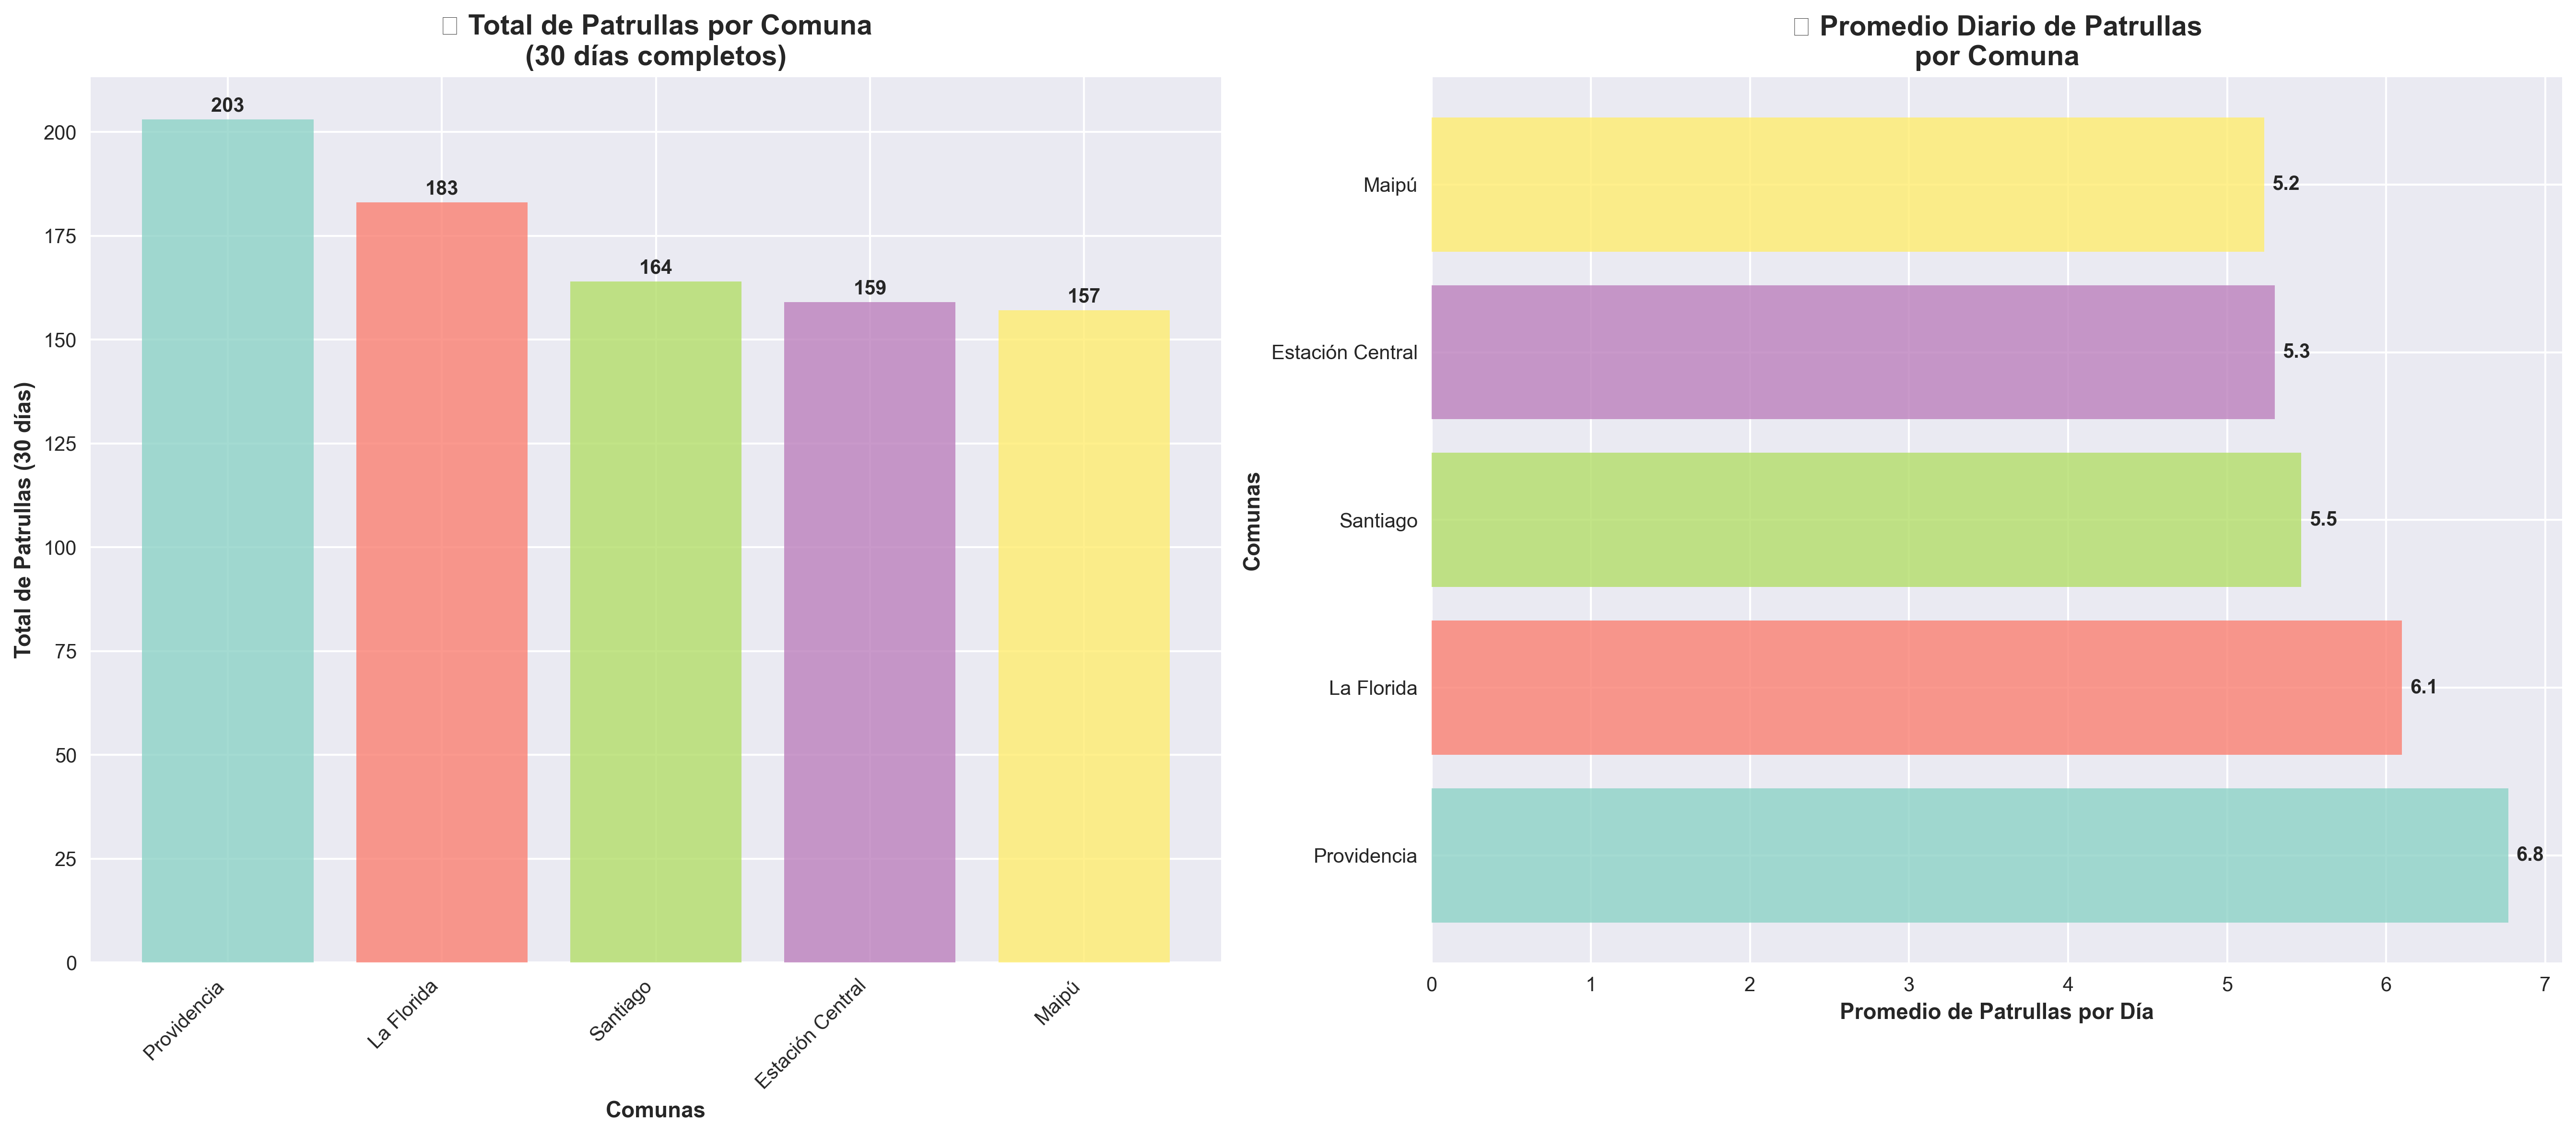 Total de Patrullas por Comuna
(30 días completos)
203
183
164
159
157
Total de Patrullas (30 días)
200
175
150
125
100
75
50
25
0
Providencia
La Florida
Santiago
Estación Central
Maipú
Comunas
Promedio Diario de Patrullas
por Comuna
Comunas
Maipú
5.2
Estación Central
5.3
Santiago
5.5
La Florida
6.1
Providencia
6.8
0 1 2 3 4 5 6 7
Promedio de Patrullas por Día